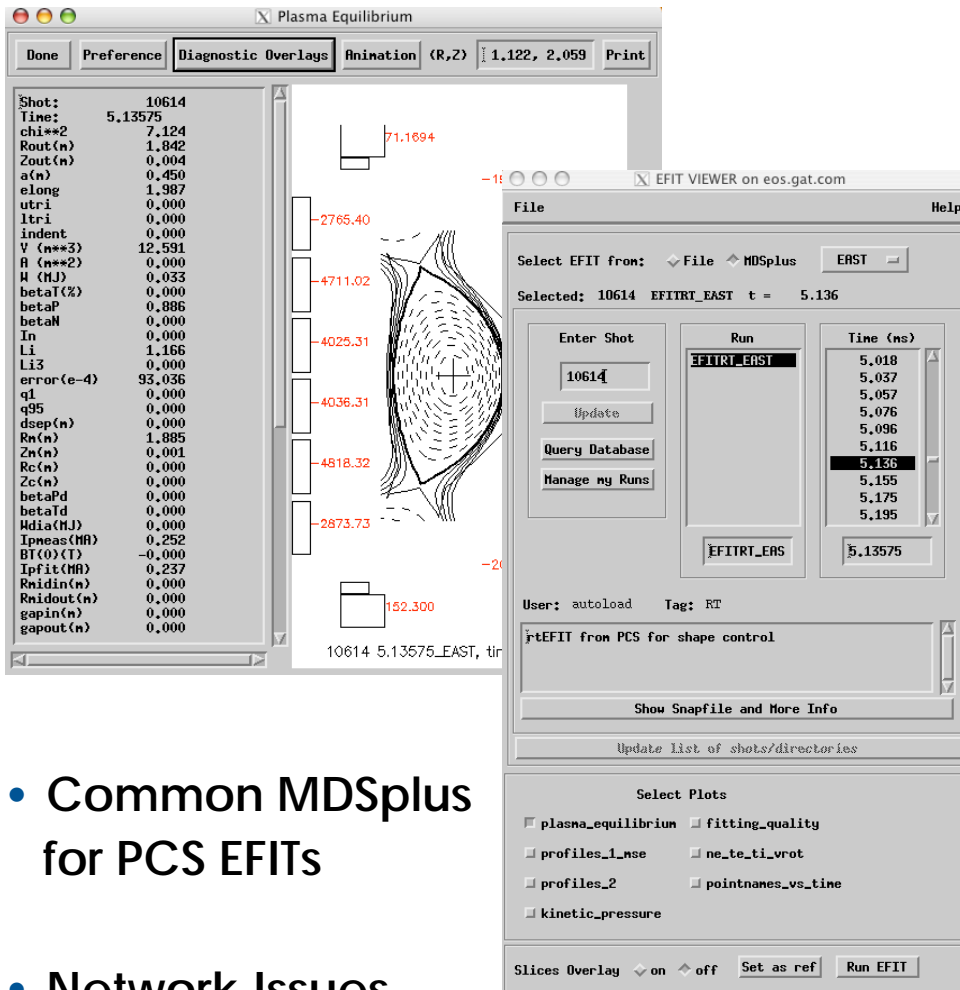 Plasma Equilibrium
Done Preference Diagnostic Overlays Animation (R,Z) 1.122, 2.059 Print
Shot: 10614
Time: 5.13575
chi**2 7.124
Rout(m) 1.842
Zout(m) 0.004
a(m) 0.450
elong 1.987
utri 0.000
ltri 0.000
indent 0.000
V (m**3) 12.591
A (m**2) 0.000
W (MJ) 0.033
betaT(%) 0.000
betaP 0.886
betaN 0.000
In 0.000
Li 1.166
Li3 0.000
error(e-4) 93.036
q1 0.000
q95 0.000
dsep(m) 0.000
Rm(m) 1.885
Zm(m) 0.001
Rc(m) 0.000
Zc(m) 0.000
betaPd 0.000
betaTd 0.000
Wdia(MJ) 0.000
Ipmeas(MA) 0.252
BT(0)(T) -0.000
Ipfit(MA) 0.237
Rmidin(m) 0.000
Rmidout(m) 0.000
gapin(m) 0.000
gapout(m) 0.000
71.1694
-2765.40
-4711.02
-4025.31
-4036.31
-4818.32
-2873.73
152.300
10614 5.13575_EAST,
EFIT VIEWER on eos.gat.com
File Help
Select EFIT from: File MDSplus EAST
Selected: 10614 EFITRT_EAST t = 5.136
Enter Shot
10614
Update
Query Database
Manage my Runs
Run
EFITRT_EAST
EFITRT_EAS
Time (ms)
5.018
5.037
5.057
5.076
5.096
5.116
5.136
5.155
5.175
5.195
5.13575
User: autoload Tag: RT
rtEFIT from PCS for shape control
Show Snapfile and More Info
Update list of shots/directories
Select Plots
plasma_equilibrium fitting_quality
profiles_1_mse ne_te_ti_vrot
profiles_2 pointnames_vs_time
kinetic_pressure
Slices Overlay on off Set as ref Run EFIT
• Common MDSplus
for PCS EFITs
• Network Issues